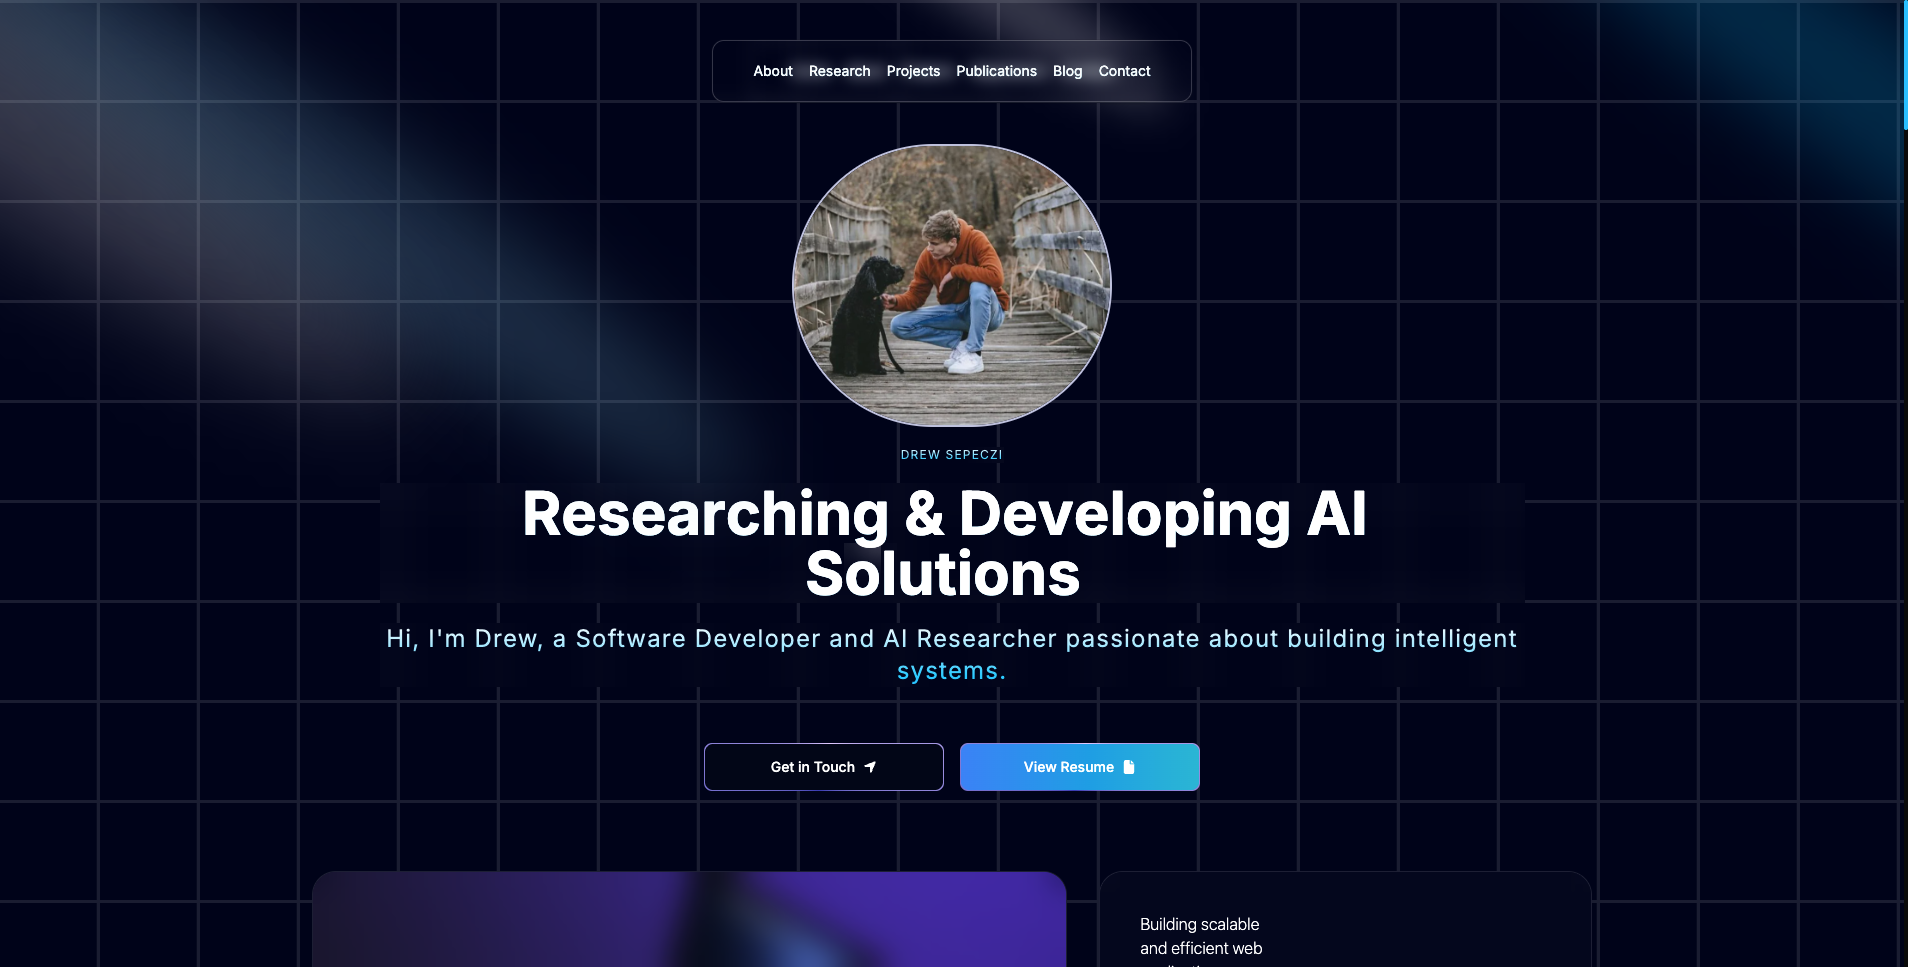 About Research Projects Publications Blog Contact
DREW SEPECZI
Researching & Developing AI
Solutions
Hi, I'm Drew, a Software Developer and AI Researcher passionate about building intelligent
systems.
Get in Touch
View Resume
Building scalable
and efficient web